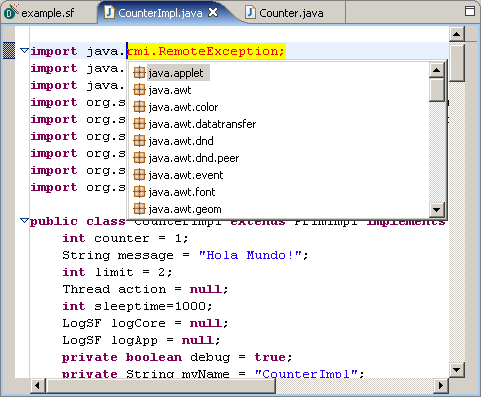 example.sf CounterImpl.java Counter.java
import java.rmi.RemoteException;
import java.
java.applet
import java.
java.awt
import org.s
java.awt.color
import org.s
java.awt.datatransfer
import org.s
java.awt.dnd
import org.s
java.awt.dnd.peer
import org.s
java.awt.event
java.awt.font
java.awt.geom
public class CounterImpl extends PrimImpl implements
int counter = 1;
String message = "Hola Mundo!";
int limit = 2;
Thread action = null;
int sleeptime=1000;
LogSF logCore = null;
LogSF logApp = null;
private boolean debug = true;
private String myName = "CounterImpl";